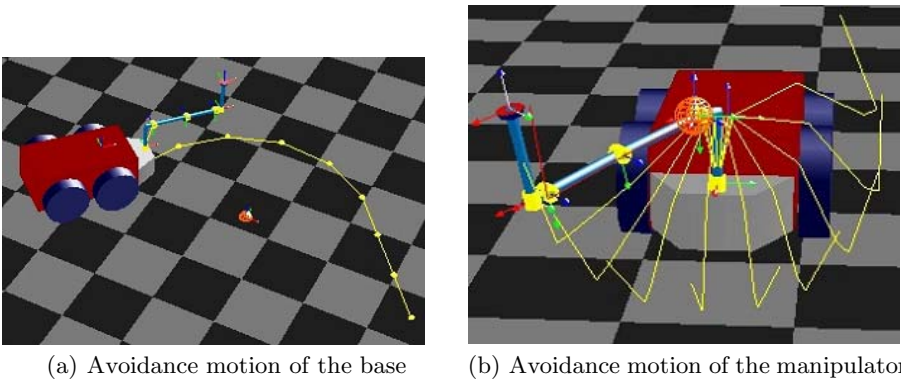 (a) Avoidance motion of the base
(b) Avoidance motion of the manipulator